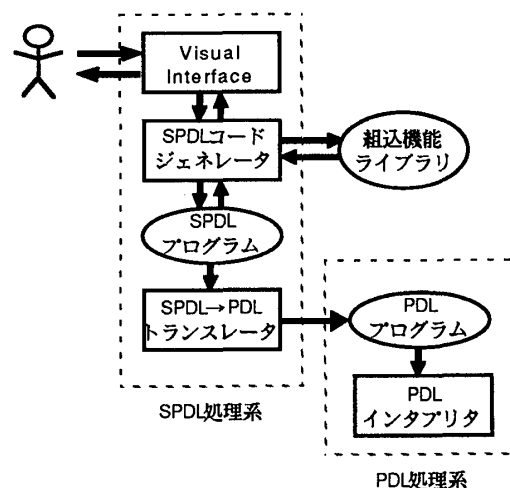 Visual
Interface
SPDLコード
ジェネレータ
組込機能
ライブラリ
SPDL
プログラム
SPDL→PDL
トランスレータ
PDL
プログラム
PDL
インタプリタ
SPDL処理系
PDL処理系